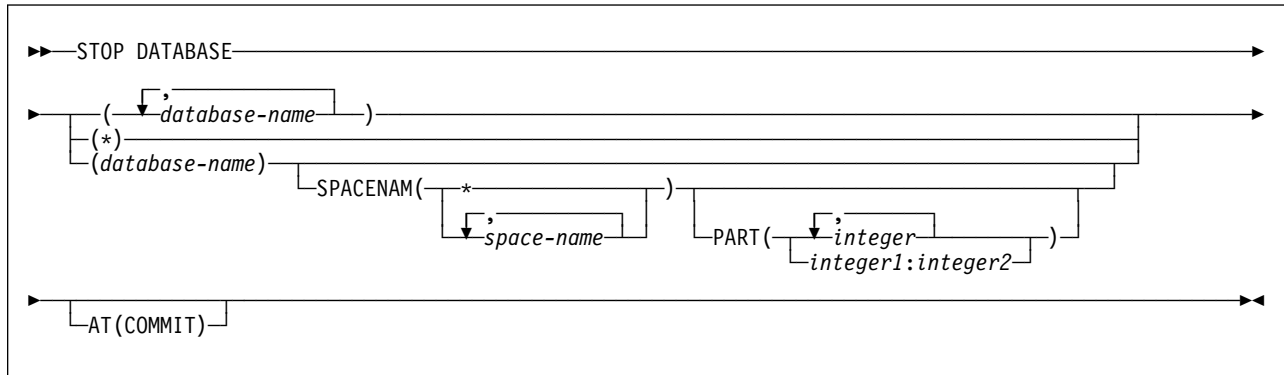 STOP DATABASE
,
( database-name )
(*)
(database-name)
SPACENAM( * )
,
space-name
PART( , integer )
integer1:integer2
AT(COMMIT)